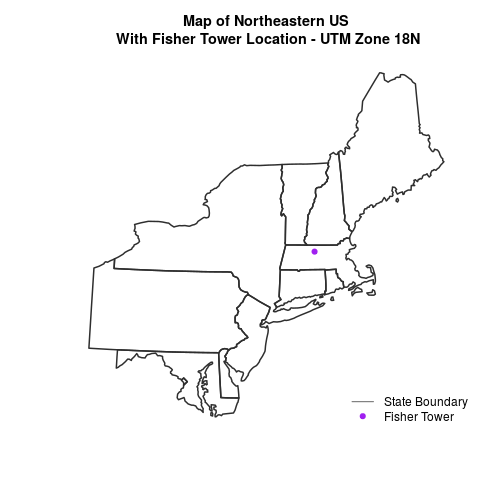 Map of Northeastern US
With Fisher Tower Location - UTM Zone 18N
State Boundary
Fisher Tower